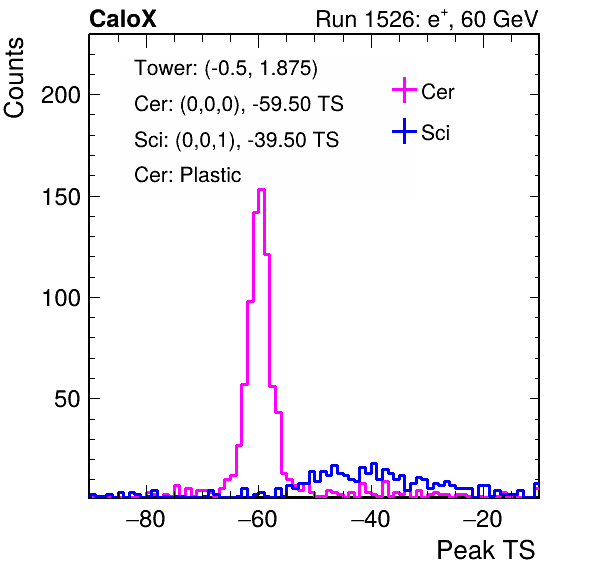 CaloX Run 1526: e⁺, 60 GeV
Counts
Tower: (-0.5, 1.875)
Cer: (0,0,0), -59.50 TS
Sci: (0,0,1), -39.50 TS
Cer: Plastic
Cer
Sci
200
150
100
50
−80 −60 −40 −20
Peak TS